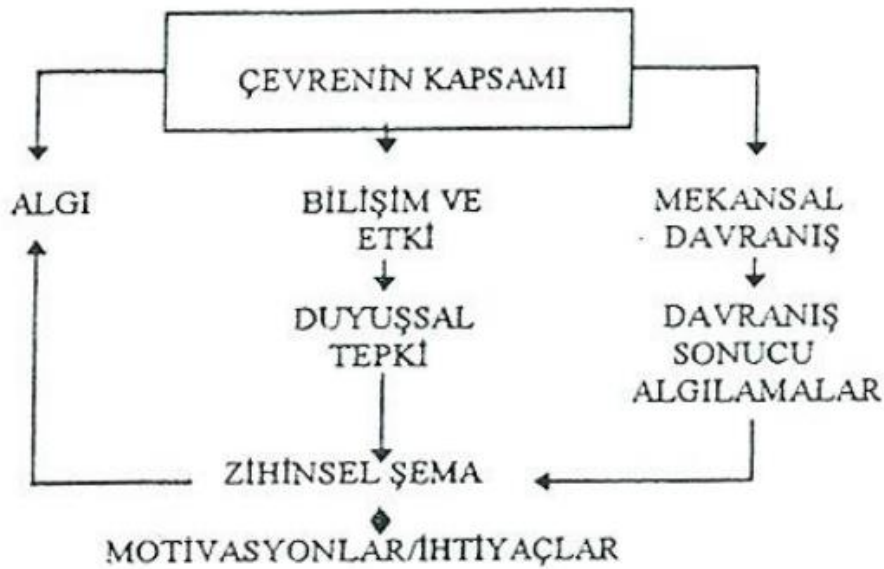 ÇEVRENİN KAPSAMI
ALGI
BİLİŞİM VE
ETKİ
MEKANSAL
DAVRANIŞ
DUYUŞSAL
TEPKİ
DAVRANIŞ
SONUCU
ALGILAMALAR
ZİHİNSEL ŞEMA
MOTİVASYONLAR/İHTİYAÇLAR